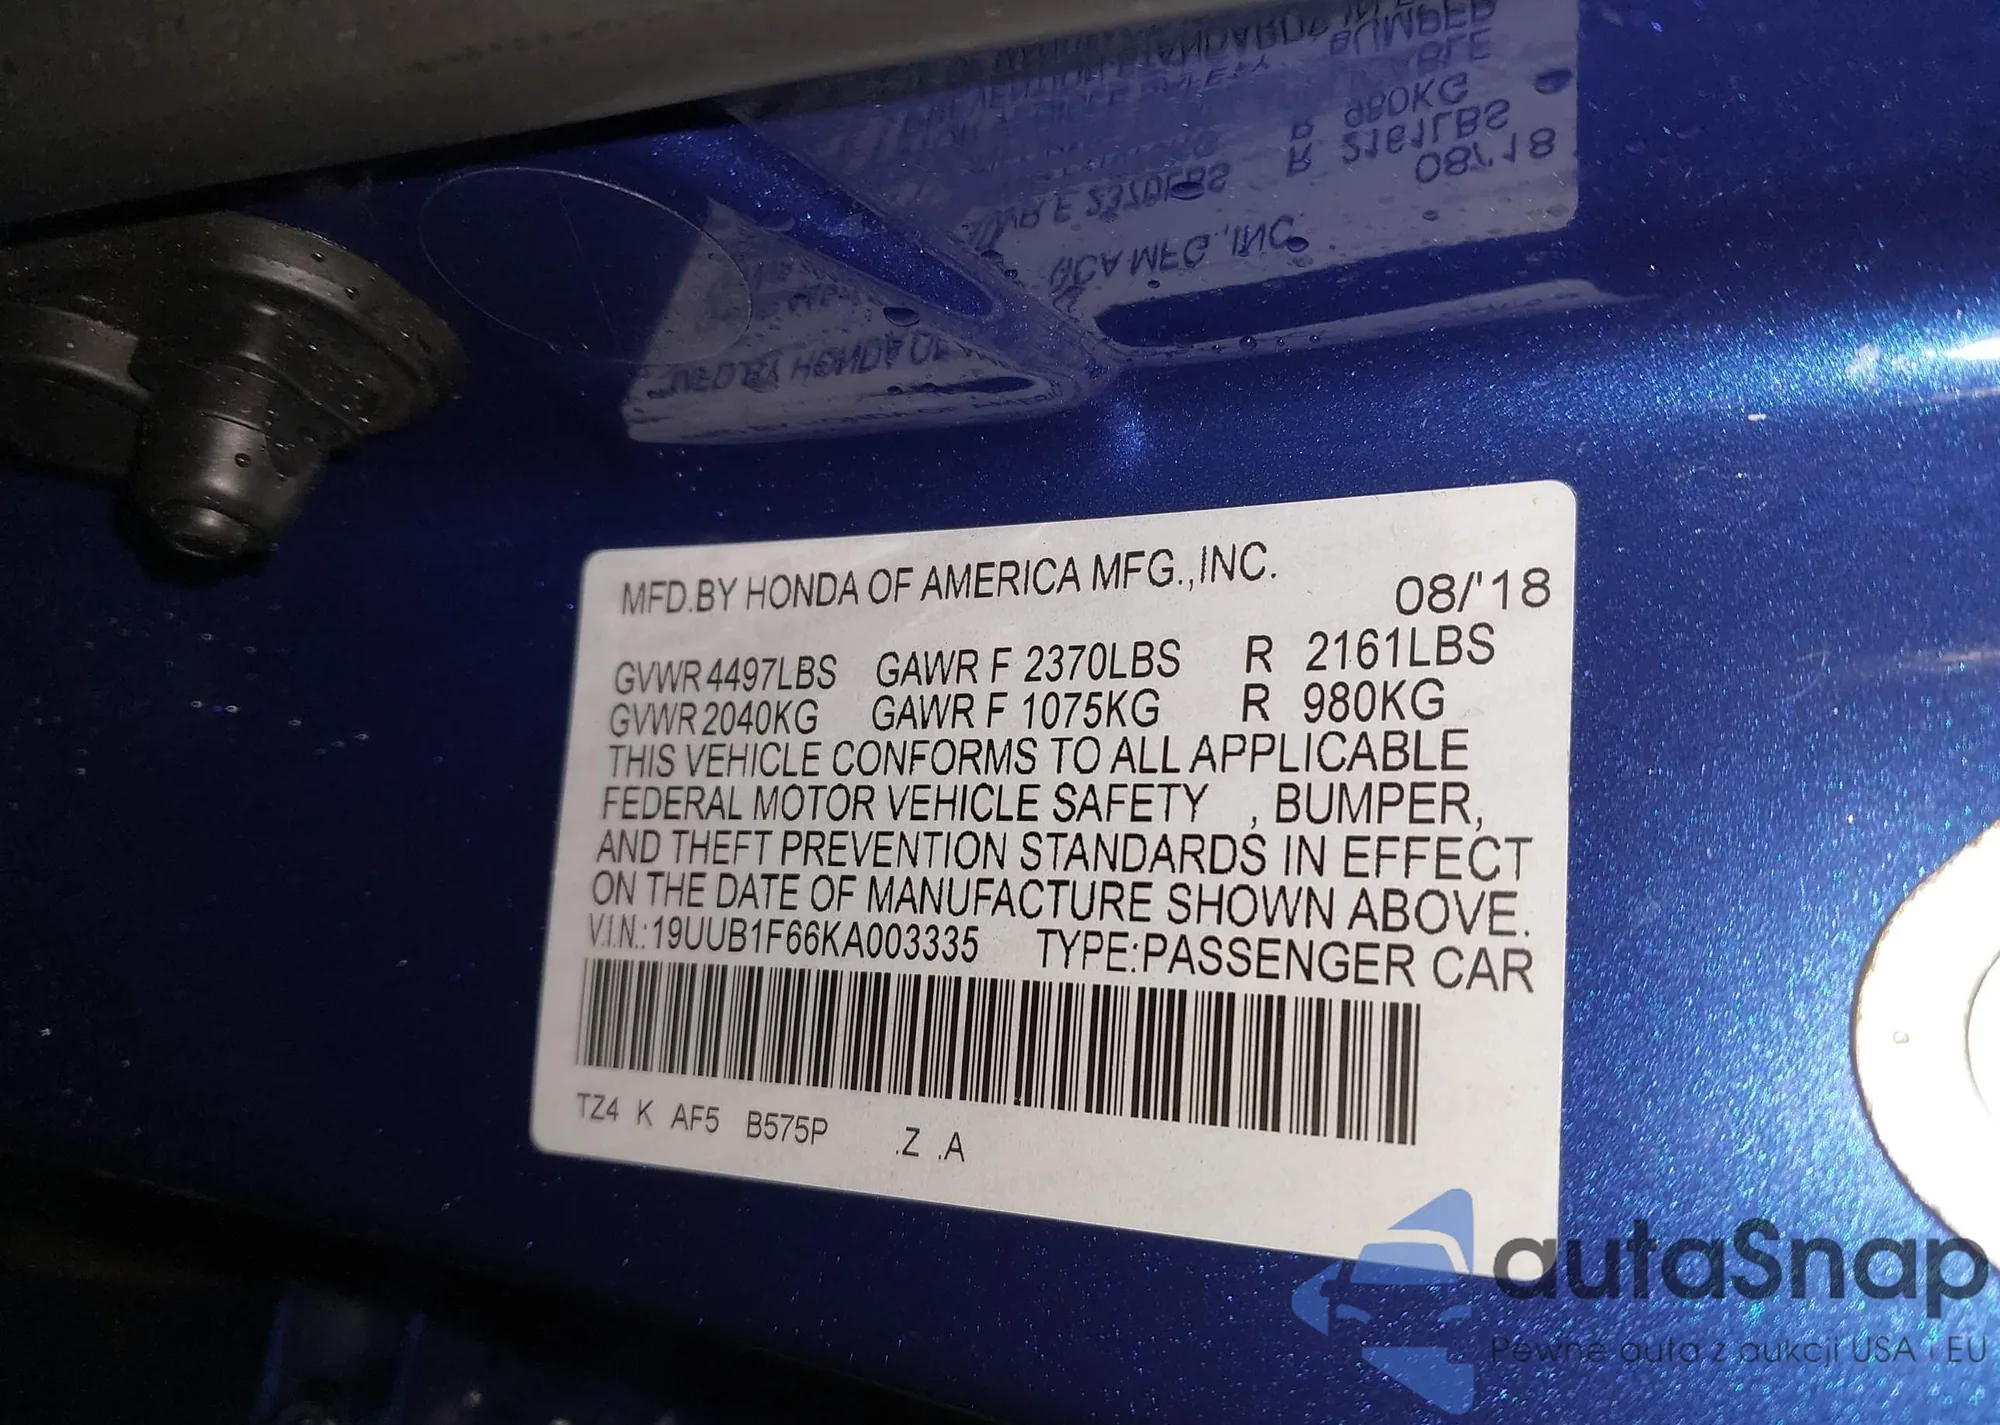 MFD.BY HONDA OF AMERICA MFG.,INC.
08/'18
GVWR 4497LBS GAWR F 2370LBS R 2161LBS
GVWR 2040KG GAWR F 1075KG R 980KG
THIS VEHICLE CONFORMS TO ALL APPLICABLE
FEDERAL MOTOR VEHICLE SAFETY , BUMPER,
AND THEFT PREVENTION STANDARDS IN EFFECT
ON THE DATE OF MANUFACTURE SHOWN ABOVE.
V.I.N.:19UUB1F66KA003335 TYPE:PASSENGER CAR
TZ4 K AF5 B575P .Z .A
autaSnap
Pewne auta z aukcji USA i EU